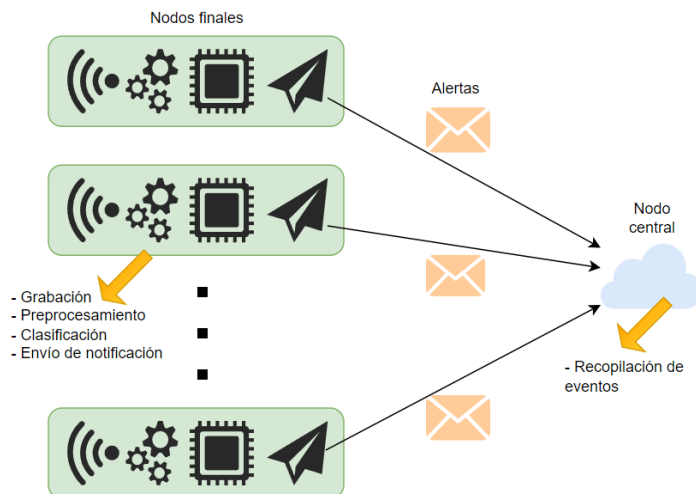 Nodos finales
Alertas
Nodo
central
- Grabación
- Preprocesamiento
- Clasificación
- Envío de notificación
- Recopilación de
eventos